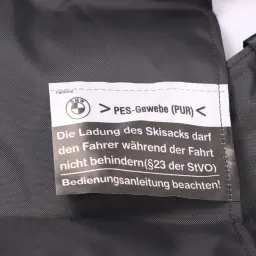 BMW
> PES-Gewebe (PUR) <
Die Ladung des Skisacks darf
den Fahrer während der Fahrt
nicht behindern(§23 der StVO)
Bedienungsanleitung beachten!